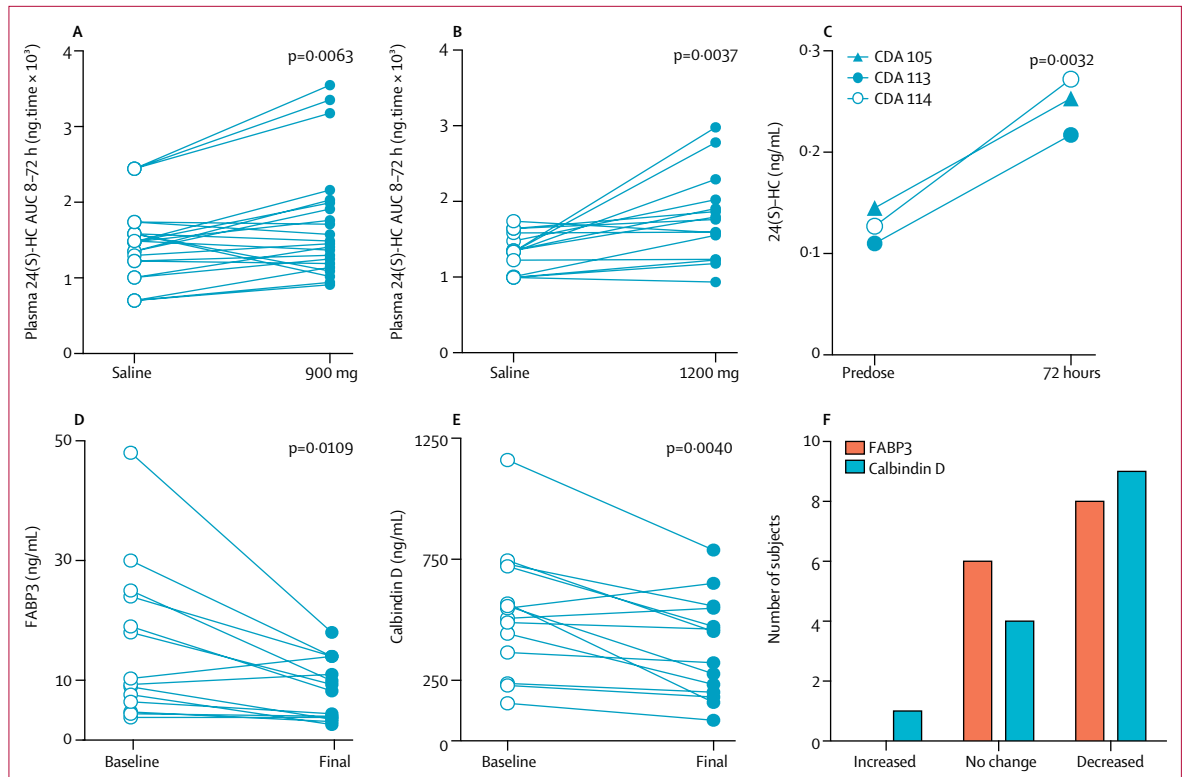 A
p=0·0063
Plasma 24(S)-HC AUC 8–72 h (ng.time × 10³)
4
3
2
1
0
Saline
900 mg
B
p=0·0037
Plasma 24(S)-HC AUC 8–72 h (ng.time × 10³)
4
3
2
1
0
Saline
1200 mg
C
p=0·0032
CDA 105
CDA 113
CDA 114
24(S)–HC (ng/mL)
0·3
0·2
0·1
0
Predose
72 hours
D
p=0·0109
FABP3 (ng/mL)
50
30
10
0
Baseline
Final
E
p=0·0040
Calbindin D (ng/mL)
1250
750
250
0
Baseline
Final
F
FABP3
Calbindin D
Number of subjects
10
8
6
4
2
0
Increased
No change
Decreased